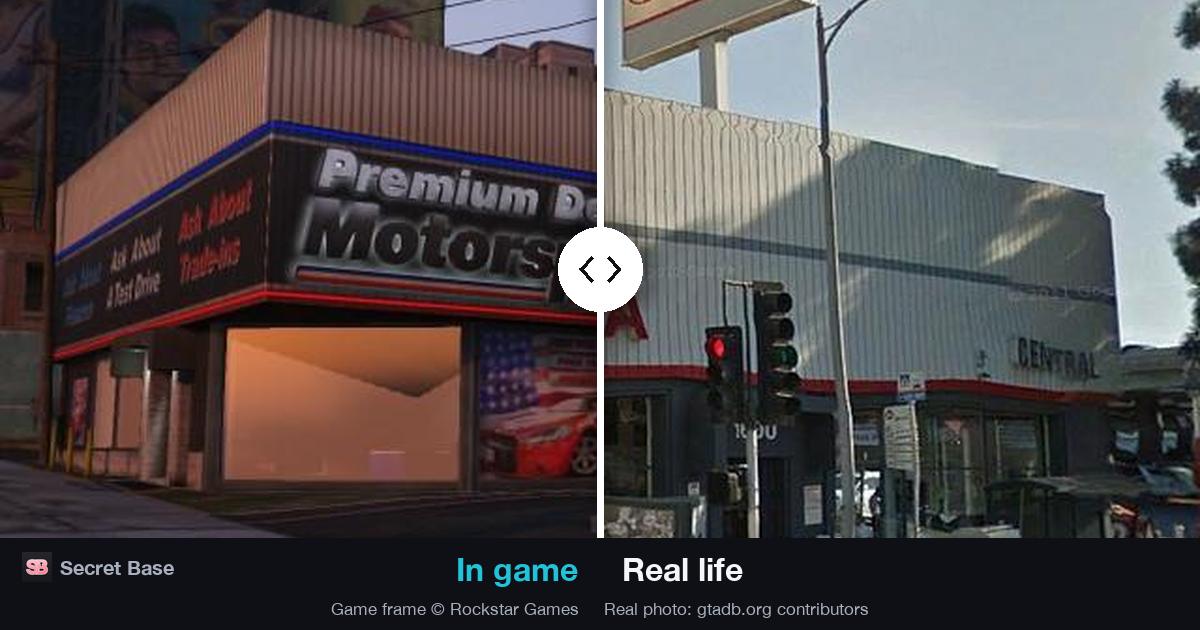 Premium De
Motors
Ask About
A Test Drive
Ask About
Trade-Ins
A
CENTRAL
1600
SB Secret Base
In game
Real life
Game frame © Rockstar Games
Real photo: gtadb.org contributors